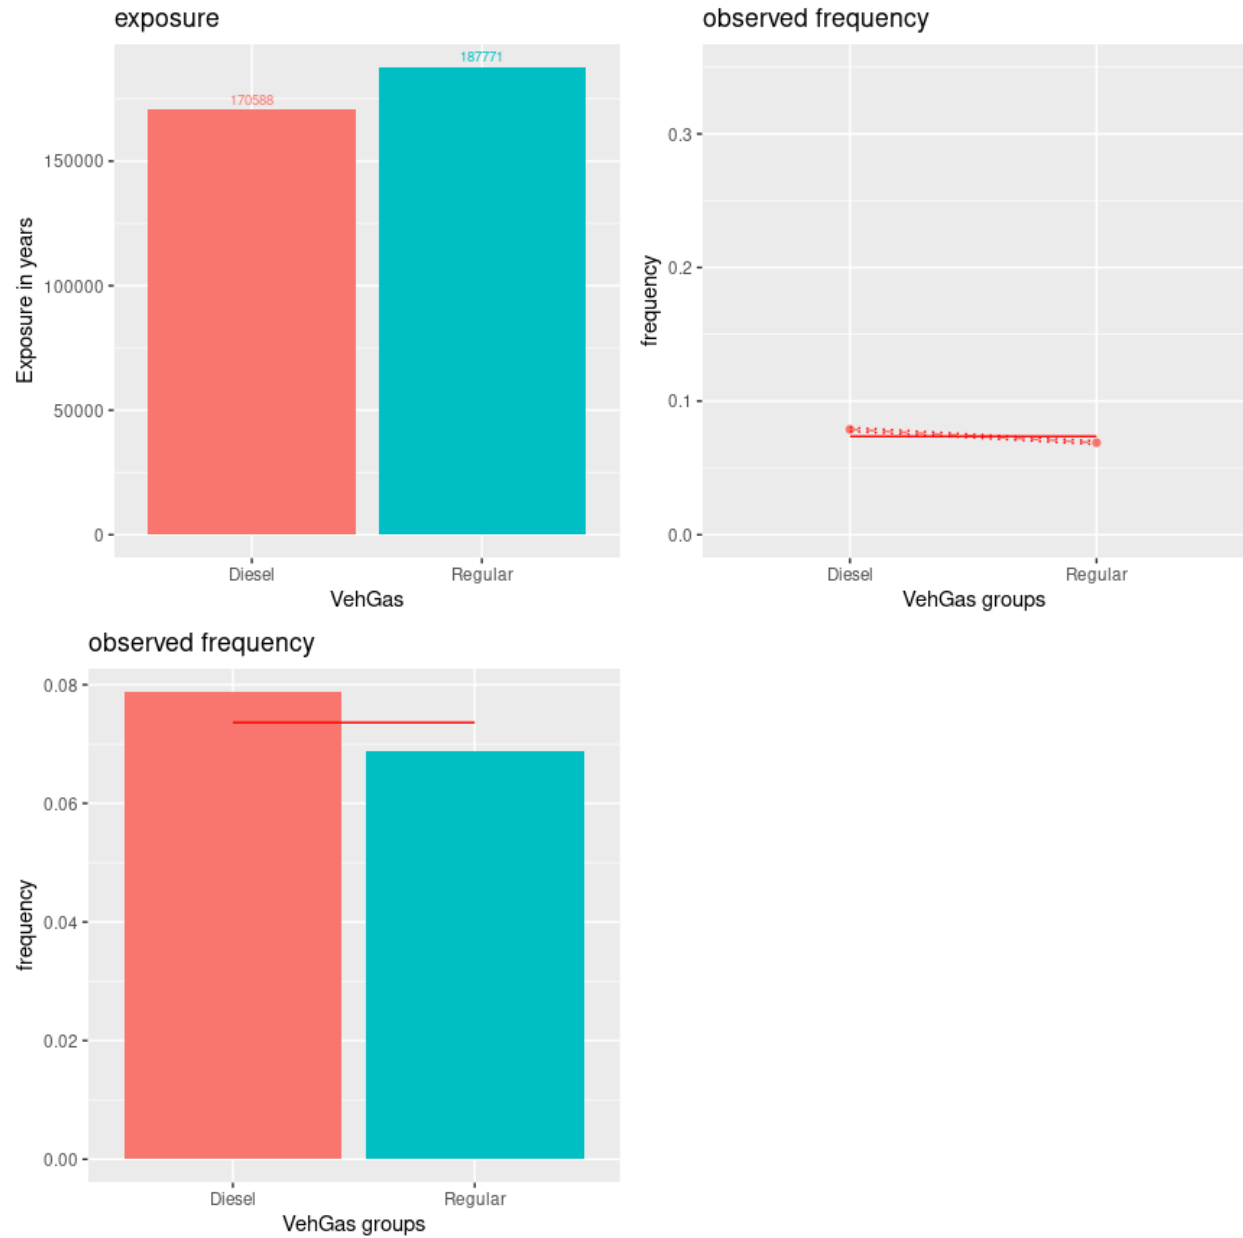 exposure
187771
170588
150000
100000
50000
0
Exposure in years
Diesel Regular
VehGas
observed frequency
0.3
0.2
0.1
0.0
frequency
Diesel Regular
VehGas groups
observed frequency
0.08
0.06
0.04
0.02
0.00
frequency
Diesel Regular
VehGas groups